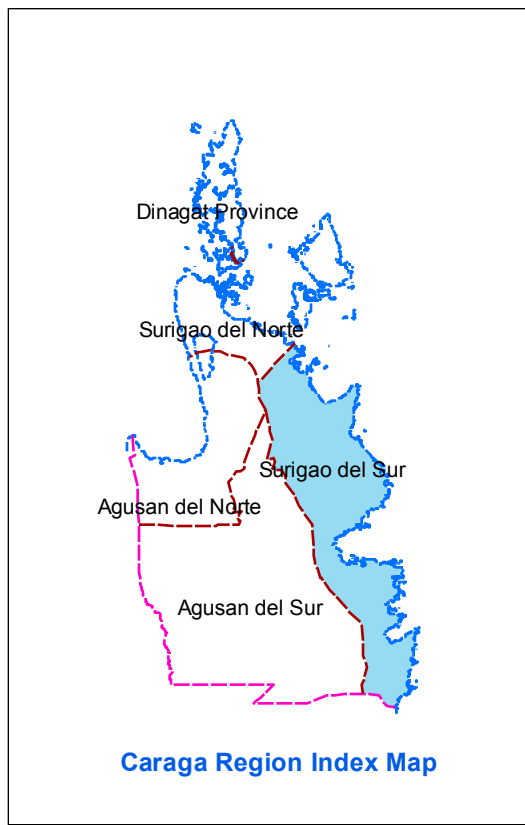 Dinagat Province
Surigao del Norte
Surigao del Sur
Agusan del Norte
Agusan del Sur
Caraga Region Index Map